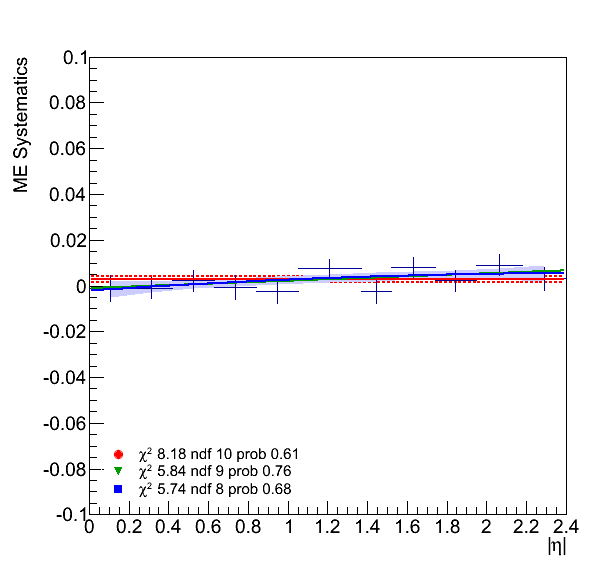 ME Systematics
0.1
0.08
0.06
0.04
0.02
0
-0.02
-0.04
-0.06
-0.08
-0.1
χ² 8.18 ndf 10 prob 0.61
χ² 5.84 ndf 9 prob 0.76
χ² 5.74 ndf 8 prob 0.68
0 0.2 0.4 0.6 0.8 1 1.2 1.4 1.6 1.8 2 2.2 2.4
|η|